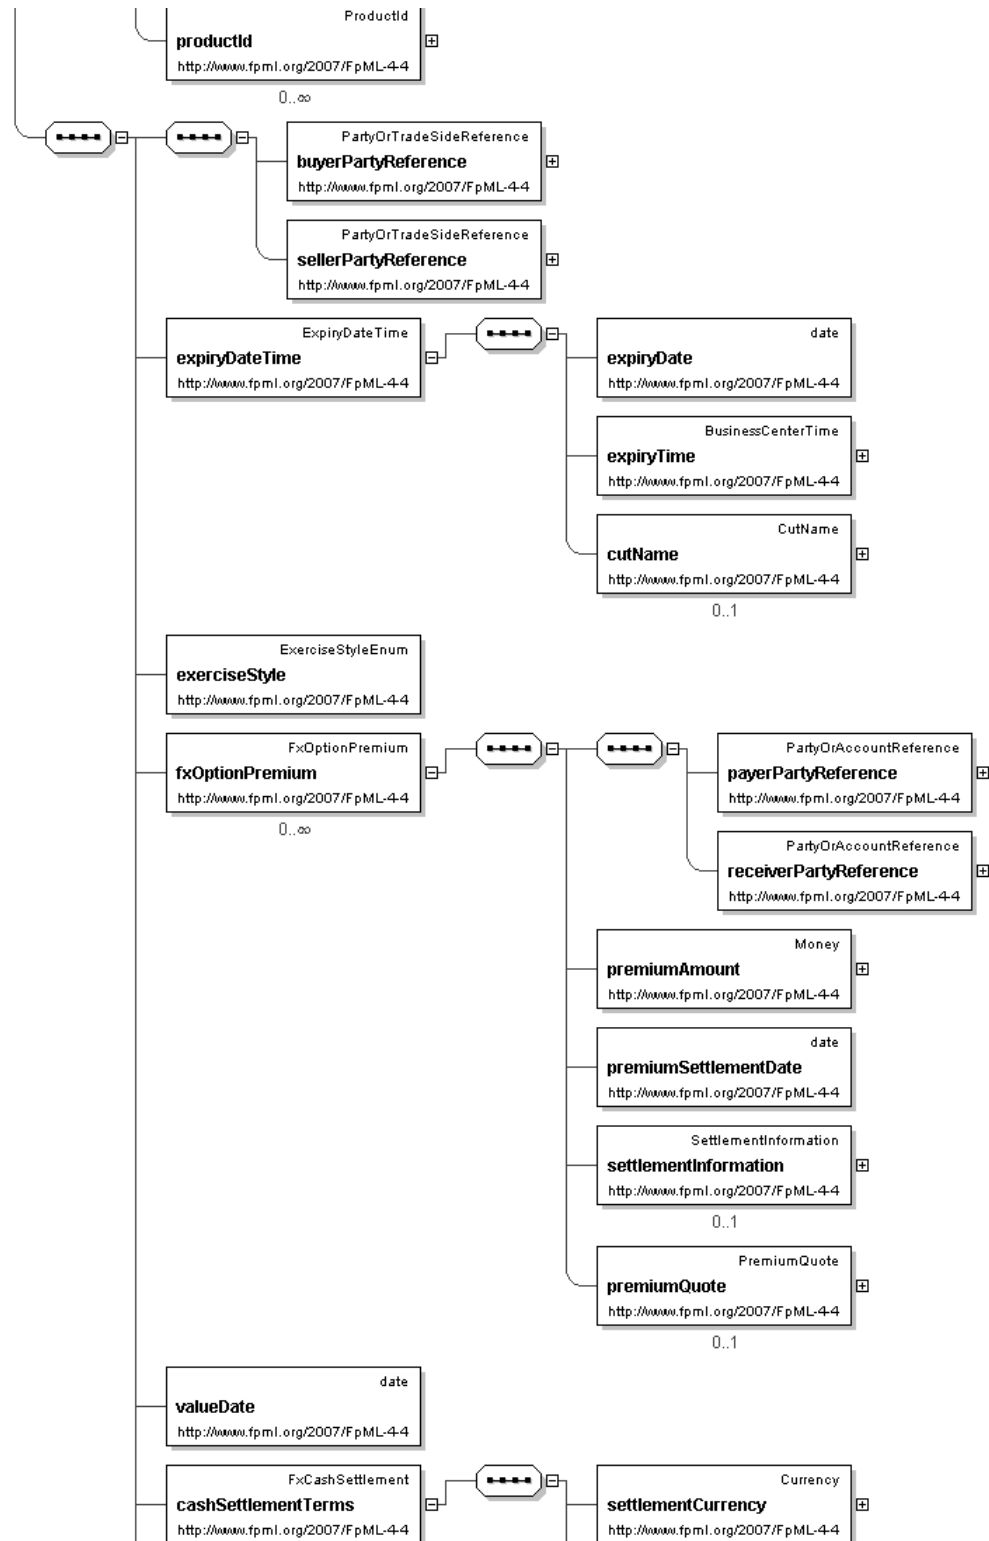 ProductId
productId
http://www.fpml.org/2007/FpML-4-4
0..∞
PartyOrTradeSideReference
buyerPartyReference
http://www.fpml.org/2007/FpML-4-4
PartyOrTradeSideReference
sellerPartyReference
http://www.fpml.org/2007/FpML-4-4
ExpiryDateTime
expiryDateTime
http://www.fpml.org/2007/FpML-4-4
date
expiryDate
http://www.fpml.org/2007/FpML-4-4
BusinessCenterTime
expiryTime
http://www.fpml.org/2007/FpML-4-4
CutName
cutName
http://www.fpml.org/2007/FpML-4-4
0..1
ExerciseStyleEnum
exerciseStyle
http://www.fpml.org/2007/FpML-4-4
FxOptionPremium
fxOptionPremium
http://www.fpml.org/2007/FpML-4-4
0..∞
PartyOrAccountReference
payerPartyReference
http://www.fpml.org/2007/FpML-4-4
PartyOrAccountReference
receiverPartyReference
http://www.fpml.org/2007/FpML-4-4
Money
premiumAmount
http://www.fpml.org/2007/FpML-4-4
date
premiumSettlementDate
http://www.fpml.org/2007/FpML-4-4
SettlementInformation
settlementInformation
http://www.fpml.org/2007/FpML-4-4
0..1
PremiumQuote
premiumQuote
http://www.fpml.org/2007/FpML-4-4
0..1
date
valueDate
http://www.fpml.org/2007/FpML-4-4
FxCashSettlement
cashSettlementTerms
http://www.fpml.org/2007/FpML-4-4
Currency
settlementCurrency
http://www.fpml.org/2007/FpML-4-4